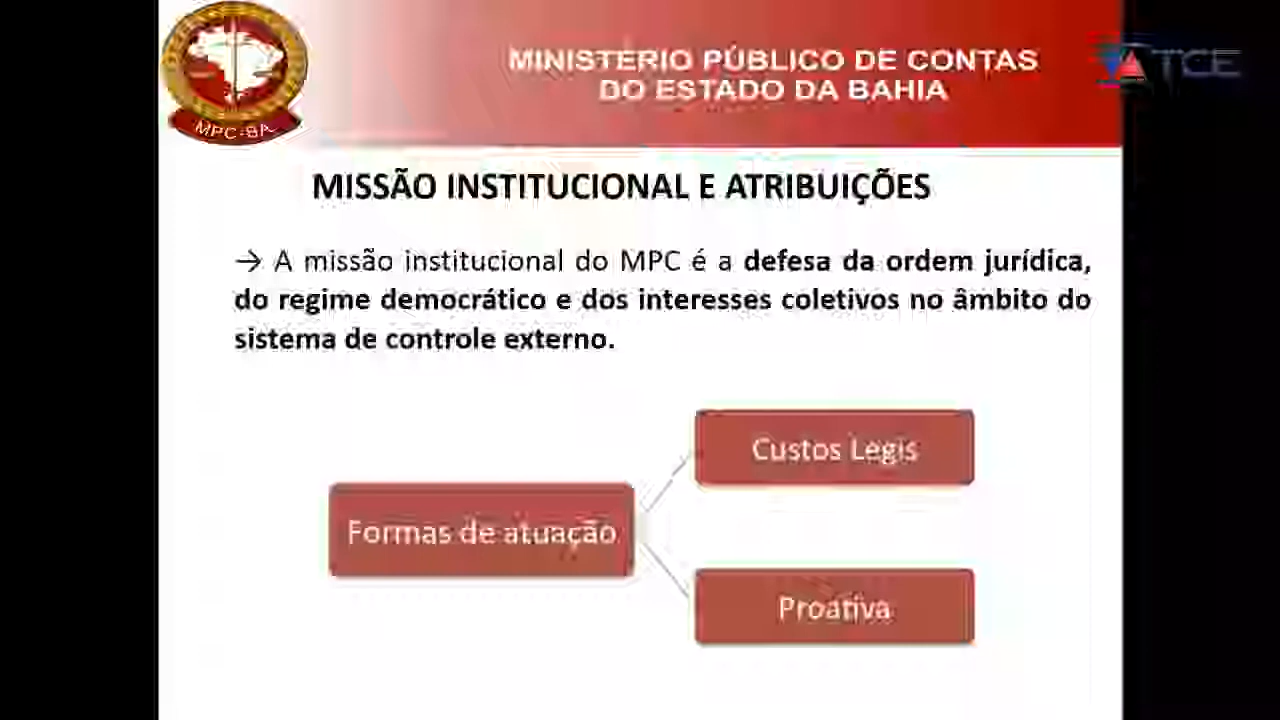 MINISTÉRIO PÚBLICO DE CONTAS
DO ESTADO DA BAHIA
TCE
MPC-BA
MISSÃO INSTITUCIONAL E ATRIBUIÇÕES
→ A missão institucional do MPC é a defesa da ordem jurídica,
do regime democrático e dos interesses coletivos no âmbito do
sistema de controle externo.
Custos Legis
Formas de atuação
Proativa